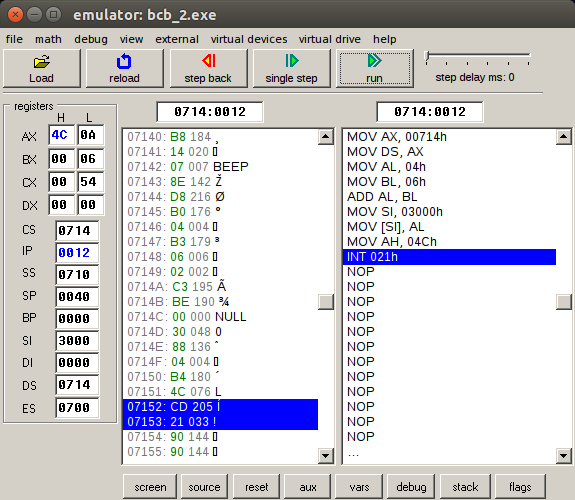 emulator: bcb_2.exe
file math debug view external virtual devices virtual drive help
Load reload step back single step run step delay ms: 0
registers
H L
0714:0012 0714:0012
AX 4C 0A
BX 00 06
CX 00 54
DX 00 00
CS 0714
IP 0012
SS 0710
SP 0040
BP 0000
SI 3000
DI 0000
DS 0714
ES 0700
07140: B8 184 ¸
07141: 14 020
07142: 07 007 BEEP
07143: 8E 142 Ž
07144: D8 216 Ø
07145: B0 176 °
07146: 04 004
07147: B3 179 ³
07148: 06 006
07149: 02 002
0714A: C3 195 Ã
0714B: BE 190 ¾
0714C: 00 000 NULL
0714D: 30 048 0
0714E: 88 136 ˆ
0714F: 04 004
07150: B4 180 ´
07151: 4C 076 L
07152: CD 205 Í
07153: 21 033 !
07154: 90 144
07155: 90 144
MOV AX, 00714h
MOV DS, AX
MOV AL, 04h
MOV BL, 06h
ADD AL, BL
MOV SI, 03000h
MOV [SI], AL
MOV AH, 04Ch
INT 021h
NOP
NOP
NOP
NOP
NOP
NOP
NOP
NOP
NOP
NOP
NOP
NOP
...
screen source reset aux vars debug stack flags